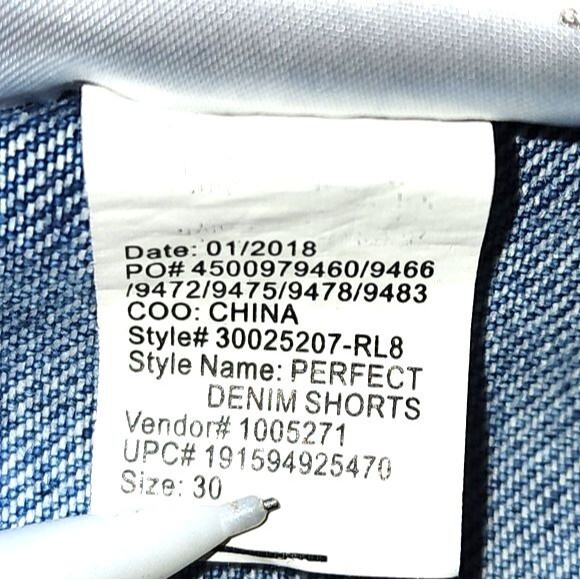 Date: 01/2018
PO# 4500979460/9466
/9472/9475/9478/9483
COO: CHINA
Style# 30025207-RL8
Style Name: PERFECT
DENIM SHORTS
Vendor# 1005271
UPC# 191594925470
Size: 30